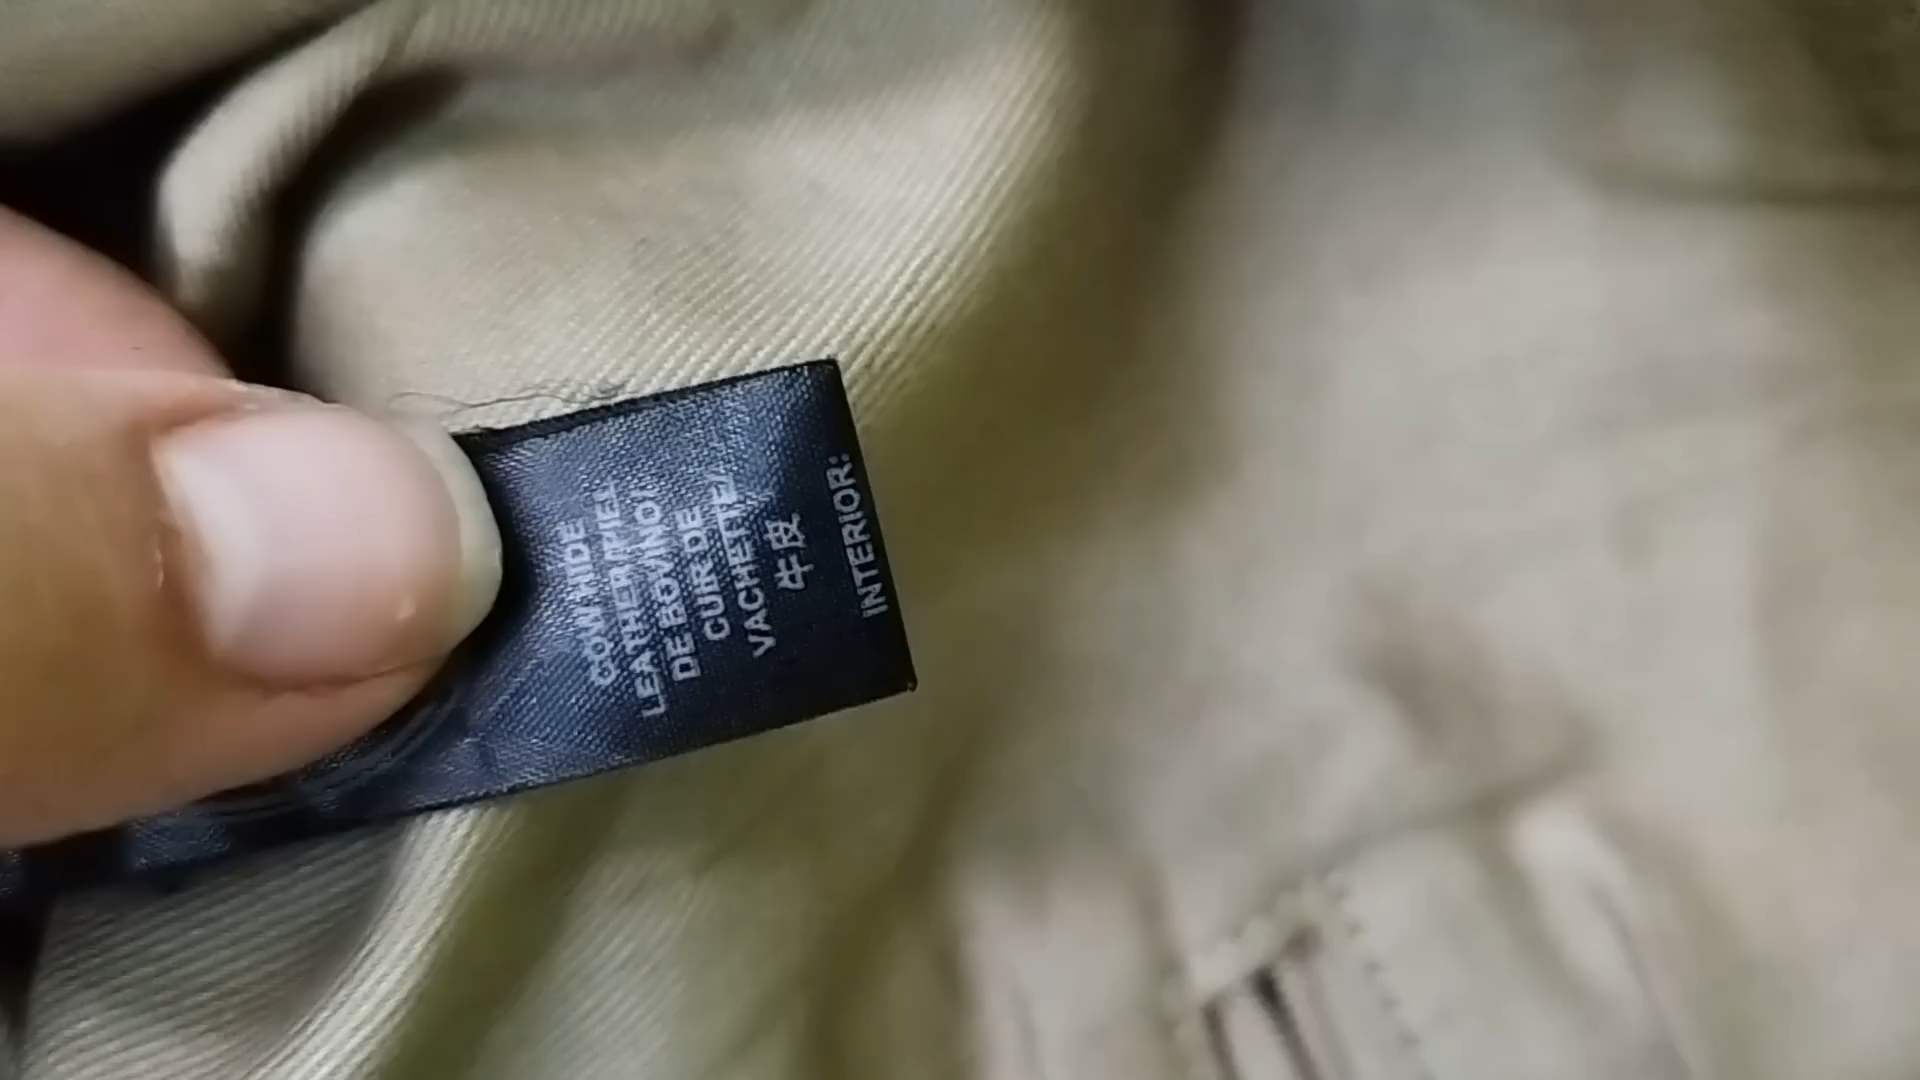 COW HIDE
LEATHER/PIEL
DE BOVINO/
CUIR DE
VACHETTE/
牛皮
INTERIOR: